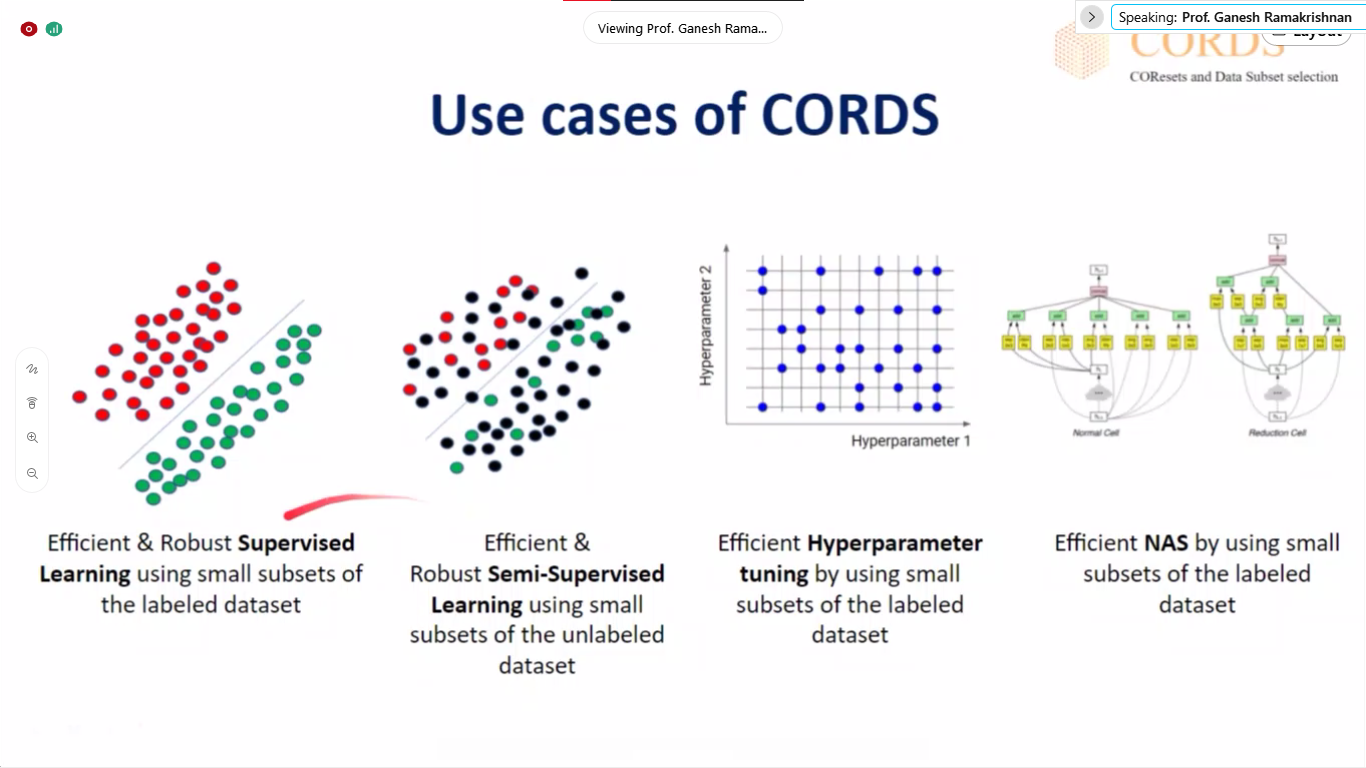 Viewing Prof. Ganesh Rama...
Speaking: Prof. Ganesh Ramakrishnan
Layout
CORDS
COResets and Data Subset selection
Use cases of CORDS
Hyperparameter 2
Hyperparameter 1
Normal Cell
Reduction Cell
Efficient & Robust Supervised
Learning using small subsets of
the labeled dataset
Efficient &
Robust Semi-Supervised
Learning using small
subsets of the unlabeled
dataset
Efficient Hyperparameter
tuning by using small
subsets of the labeled
dataset
Efficient NAS by using small
subsets of the labeled
dataset